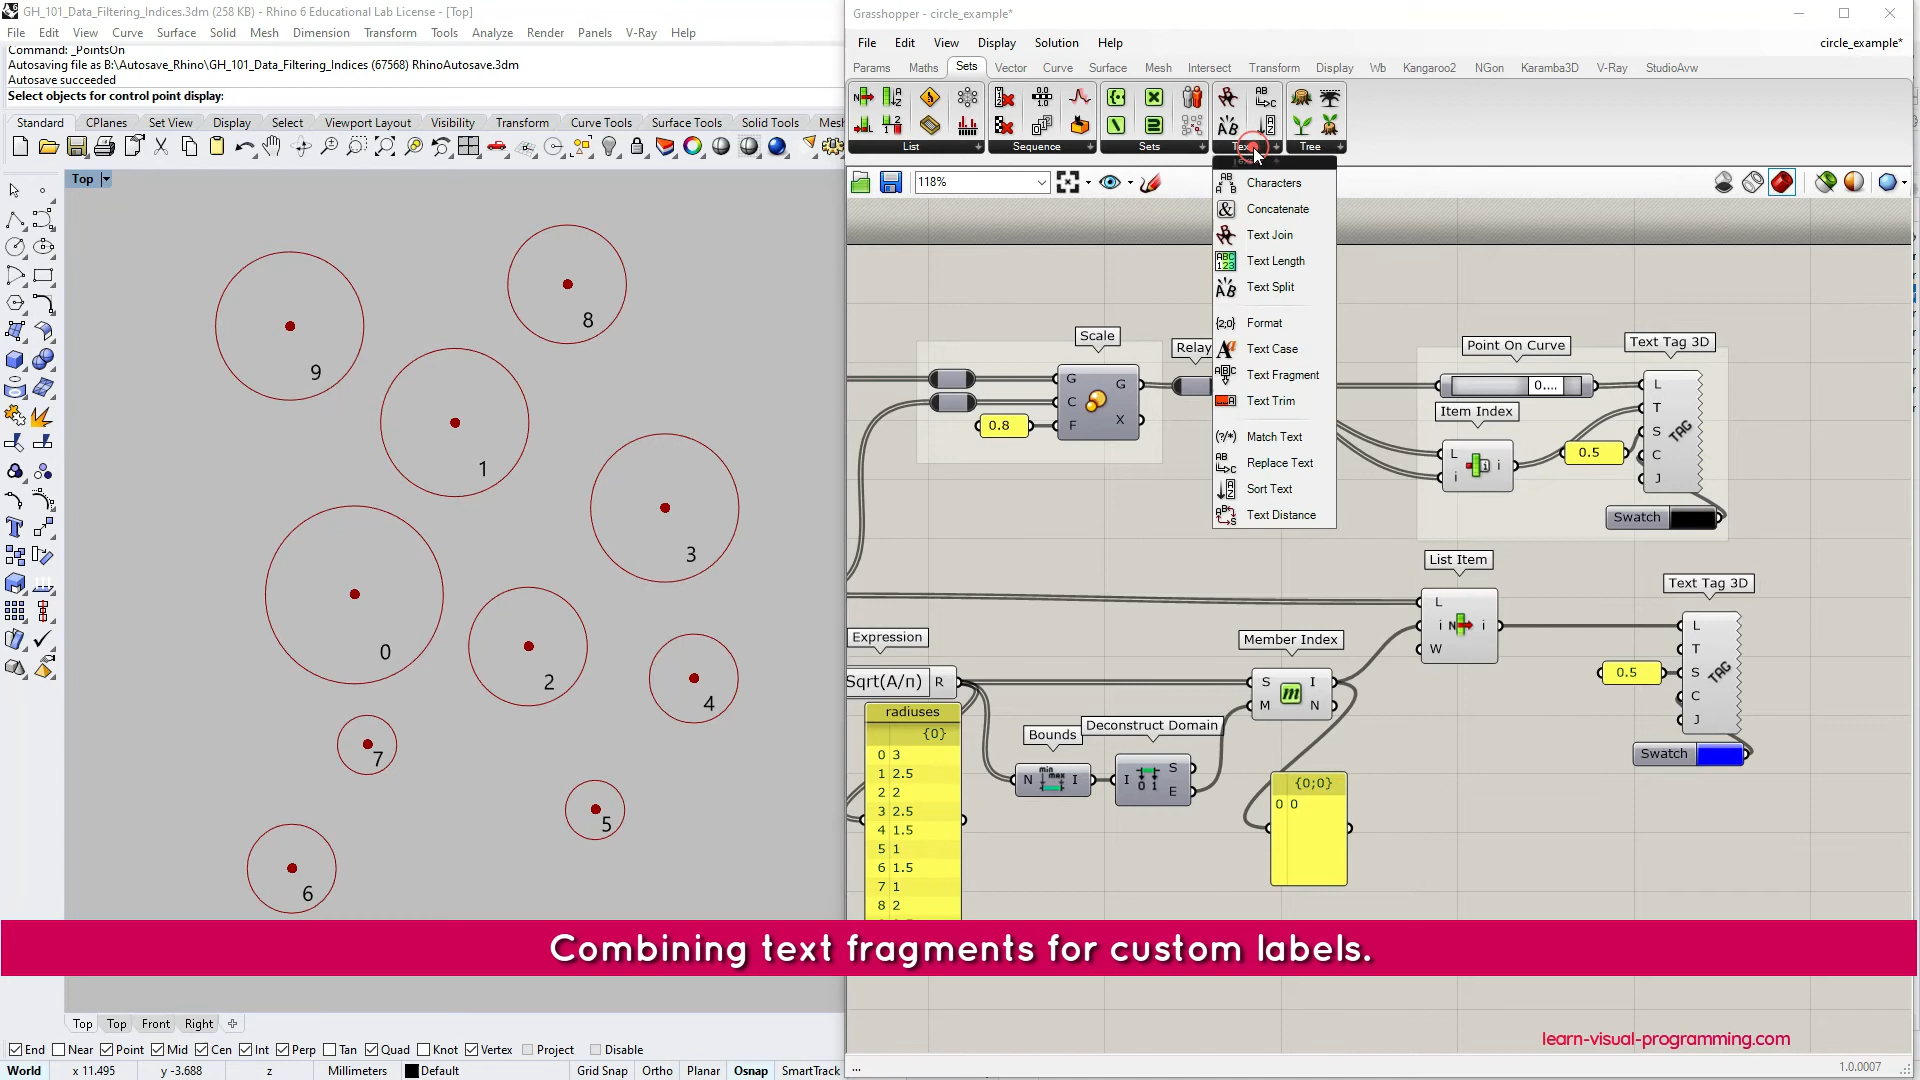 GH_101_Data_Filtering_Indices.3dm (258 KB) - Rhino 6 Educational Lab License - [Top]
File Edit View Curve Surface Solid Mesh Dimension Transform Tools Analyze Render Panels V-Ray Help
Command: _PointsOn
Autosaving file as B:\Autosave_Rhino\GH_101_Data_Filtering_Indices (67568) RhinoAutosave.3dm
Autosave succeeded
Select objects for control point display:
Standard CPlanes Set View Display Select Viewport Layout Visibility Transform Curve Tools Surface Tools Solid Tools Mesh
Top
8
9
1
3
0
2
4
7
5
6
Top Top Front Right
End Near Point Mid Cen Int Perp Tan Quad Knot Vertex Project Disable
World x 11.495 y -3.688 z Millimeters Default Grid Snap Ortho Planar Osnap SmartTrack
Grasshopper - circle_example*
File Edit View Display Solution Help circle_example*
Params Maths Sets Vector Curve Surface Mesh Intersect Transform Display Wb Kangaroo2 NGon Karamba3D V-Ray StudioAvw
List Sequence Sets Text Tree
118%
Characters
Concatenate
Text Join
Text Length
Text Split
Format
Text Case
Text Fragment
Text Trim
Match Text
Replace Text
Sort Text
Text Distance
Scale
G G
C
F X
0.8
Relay
Point On Curve
0....
Item Index
L
i i
Text Tag 3D
L
T
S
C
J
TAG
0.5
Swatch
List Item
L
i N i
W
Text Tag 3D
L
T
S
C
J
TAG
0.5
Swatch
Expression
Sqrt(A/n) R
radiuses
{0}
0 3
1 2.5
2 2
3 2.5
4 1.5
5 1
6 1.5
7 1
8 2
Bounds
N min max I
Deconstruct Domain
I 0 1 S
E
Member Index
S m I
M N
{0;0}
0 0
Combining text fragments for custom labels.
learn-visual-programming.com
... 1.0.0007